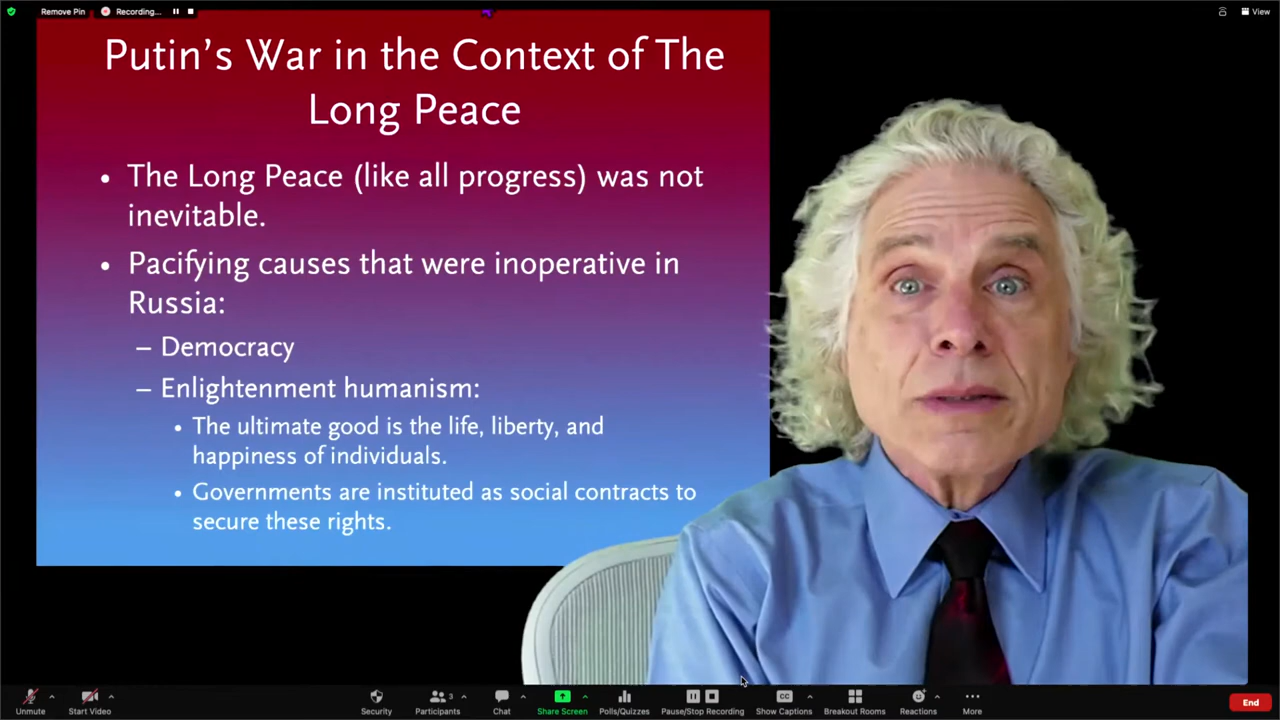 Remove Pin
Recording...
View
Putin's War in the Context of The
Long Peace
• The Long Peace (like all progress) was not
inevitable.
• Pacifying causes that were inoperative in
Russia:
– Democracy
– Enlightenment humanism:
• The ultimate good is the life, liberty, and
happiness of individuals.
• Governments are instituted as social contracts to
secure these rights.
Unmute
Start Video
Security
Participants 3
Chat
Share Screen
Polls/Quizzes
Pause/Stop Recording
CC
Show Captions
Breakout Rooms
Reactions
More
End